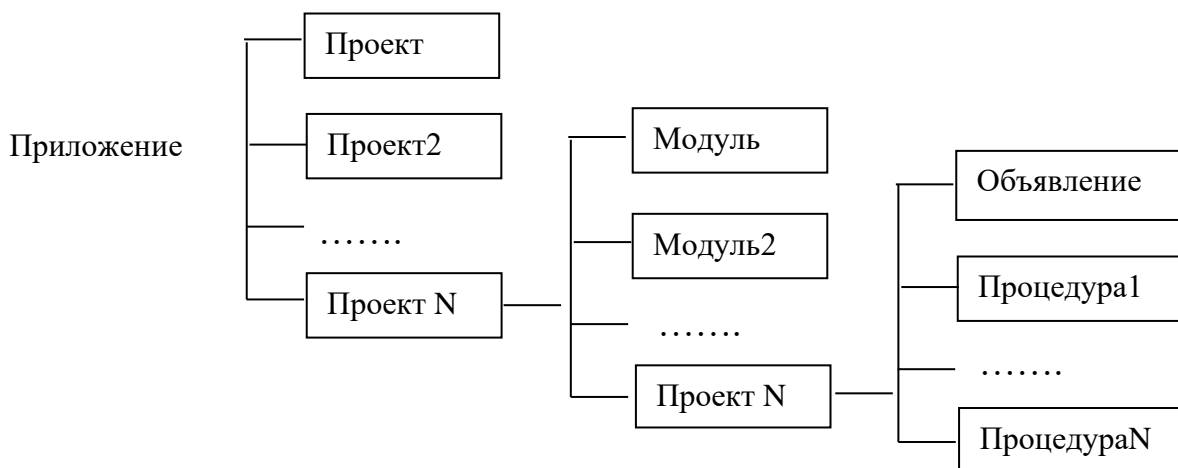 Приложение
Проект
Проект2
…….
Проект N
Модуль
Модуль2
…….
Проект N
Объявление
Процедура1
…….
ПроцедураN